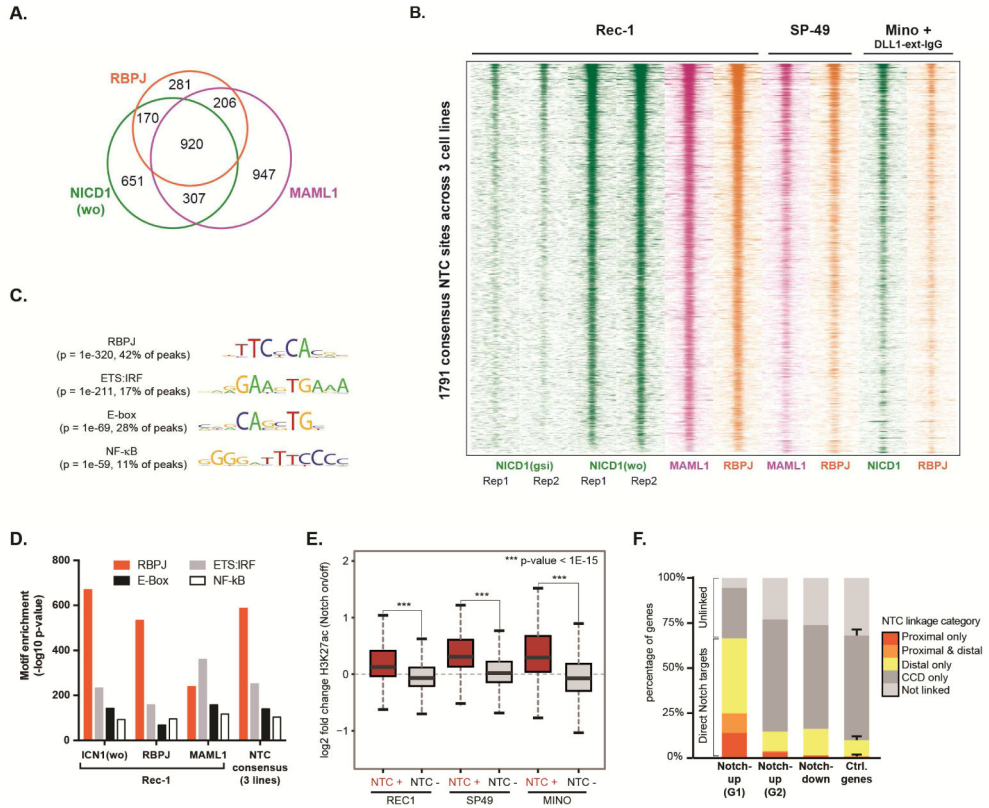 A.
RBPJ
281
206
170
920
651
947
NICD1
(wo)
307
MAML1
B.
Rec-1
SP-49
Mino +
DLL1-ext-IgG
1791 consensus NTC sites across 3 cell lines
NICD1(gsi)
NICD1(wo)
MAML1
RBPJ
MAML1
RBPJ
NICD1
RBPJ
Rep1
Rep2
Rep1
Rep2
C.
RBPJ
(p = 1e-320, 42% of peaks)
ETS:IRF
(p = 1e-211, 17% of peaks)
E-box
(p = 1e-69, 28% of peaks)
NF-κB
(p = 1e-59, 11% of peaks)
D.
Motif enrichment
(-log10 p-value)
800
600
400
200
0
RBPJ
ETS:IRF
E-Box
NF-kB
ICN1(wo)
RBPJ
MAML1
NTC
consensus
(3 lines)
Rec-1
E.
log2 fold change H3K27ac (Notch on/off)
2
1
0
−1
*** p-value < 1E-15
***
***
***
NTC +
NTC -
NTC +
NTC -
NTC +
NTC -
REC1
SP49
MINO
F.
percentage of genes
100%
75%
50%
25%
0%
Unlinked
Direct Notch targets
Notch-
up
(G1)
Notch-
up
(G2)
Notch-
down
Ctrl.
genes
NTC linkage category
Proximal only
Proximal & distal
Distal only
CCD only
Not linked